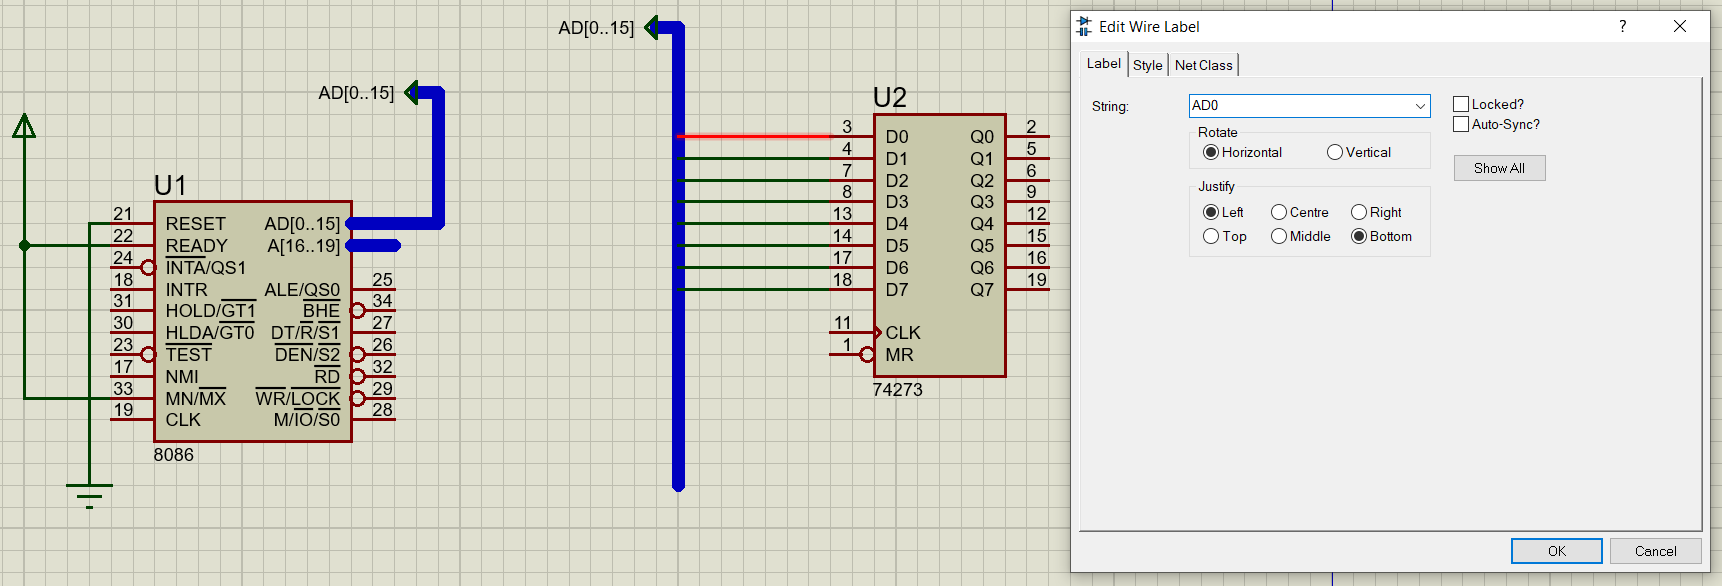 AD[0..15]
AD[0..15]
U1
21 RESET AD[0..15]
22 READY A[16..19]
24 INTA/QS1
18 INTR ALE/QS0 25
31 HOLD/GT1 BHE 34
30 HLDA/GT0 DT/R/S1 27
23 TEST DEN/S2 26
17 NMI RD 32
33 MN/MX WR/LOCK 29
19 CLK M/IO/S0 28
8086
U2
3 D0 Q0 2
4 D1 Q1 5
7 D2 Q2 6
8 D3 Q3 9
13 D4 Q4 12
14 D5 Q5 15
17 D6 Q6 16
18 D7 Q7 19
11 CLK
1 MR
74273
Edit Wire Label ?
Label Style Net Class
String: AD0 Locked?
Auto-Sync?
Rotate
Horizontal Vertical
Show All
Justify
Left Centre Right
Top Middle Bottom
OK Cancel